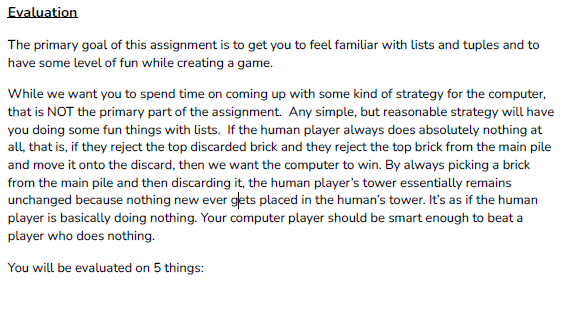 Evaluation
The primary goal of this assignment is to get you to feel familiar with lists and tuples and to
have some level of fun while creating a game.
While we want you to spend time on coming up with some kind of strategy for the computer,
that is NOT the primary part of the assignment.  Any simple, but reasonable strategy will have
you doing some fun things with lists.  If the human player always does absolutely nothing at
all, that is, if they reject the top discarded brick and they reject the top brick from the main pile
and move it onto the discard, then we want the computer to win. By always picking a brick
from the main pile and then discarding it, the human player's tower essentially remains
unchanged because nothing new ever gets placed in the human's tower. It's as if the human
player is basically doing nothing. Your computer player should be smart enough to beat a
player who does nothing.
You will be evaluated on 5 things: